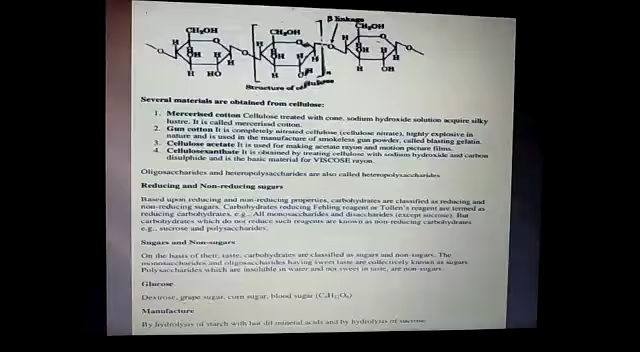 β linkage
CH₂OH CH₂OH CH₂OH
O O O O O O O
H OH H H OH H H OH H
H HO H OH n H OH
Structure of cellulose
Several materials are obtained from cellulose:
1. Mercerised cotton Cellulose treated with conc. sodium hydroxide solution acquire silky
lustre. It is called mercerised cotton.
2. Gun cotton It is completely nitrated cellulose (cellulose nitrate), highly explosive in
nature and is used in the manufacture of smokeless gun powder, called blasting gelatin.
3. Cellulose acetate It is used for making acetate rayon and motion picture films.
4. Cellulosexanthate It is obtained by treating cellulose with sodium hydroxide and carbon
disulphide and is the basic material for VISCOSE rayon.
Oligosaccharides and heteropolysaccharides are also called heteropolysaccharides
Reducing and Non-reducing sugars
Based upon reducing and non-reducing properties, carbohydrates are classified as reducing and
non-reducing sugars. Carbohydrates reducing Fehling reagent or Tollen's reagent are termed as
reducing carbohydrates, e.g., All monosaccharides and disaccharides (except sucrose). But
carbohydrates which do not reduce such reagents are known as non-reducing carbohydrates
e.g., sucrose and polysaccharides.
Sugars and Non-sugars
On the basis of their, taste, carbohydrates are classified as sugars and non-sugars. The
monosaccharides and oligosaccharides having sweet taste are collectively known as sugars.
Polysaccharides which are insoluble in water and not sweet in taste, are non-sugars.
Glucose
Dextrose, grape sugar, corn sugar, blood sugar (C₆H₁₂O₆)
Manufacture
By hydrolysis of starch with hot dil mineral acids and by hydrolysis of sucrose.